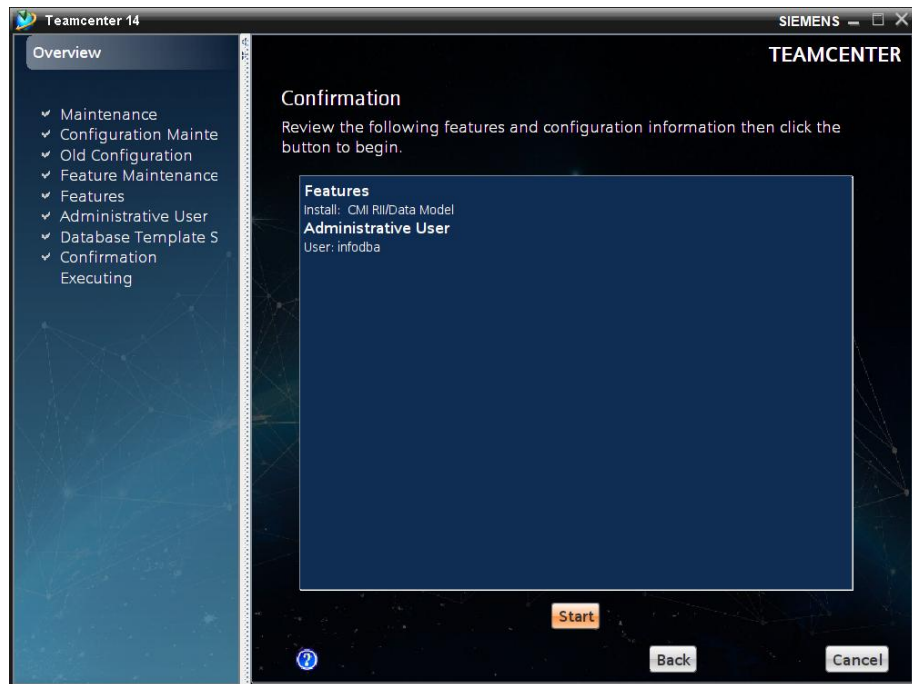 Teamcenter 14
SIEMENS
Overview
TEAMCENTER
Maintenance
Configuration Mainte
Old Configuration
Feature Maintenance
Features
Administrative User
Database Template S
Confirmation
Executing
Confirmation
Review the following features and configuration information then click the
button to begin.
Features
Install: CMI RII/Data Model
Administrative User
User: infodba
Start
?
Back
Cancel